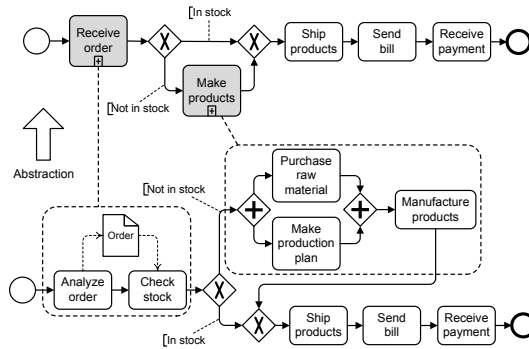 [In stock
Receive
order
Ship
products
Send
bill
Receive
payment
Make
products
[Not in stock
Abstraction
Purchase
raw
material
[Not in stock
Manufacture
products
Make
production
plan
Order
Analyze
order
Check
stock
[In stock
Ship
products
Send
bill
Receive
payment